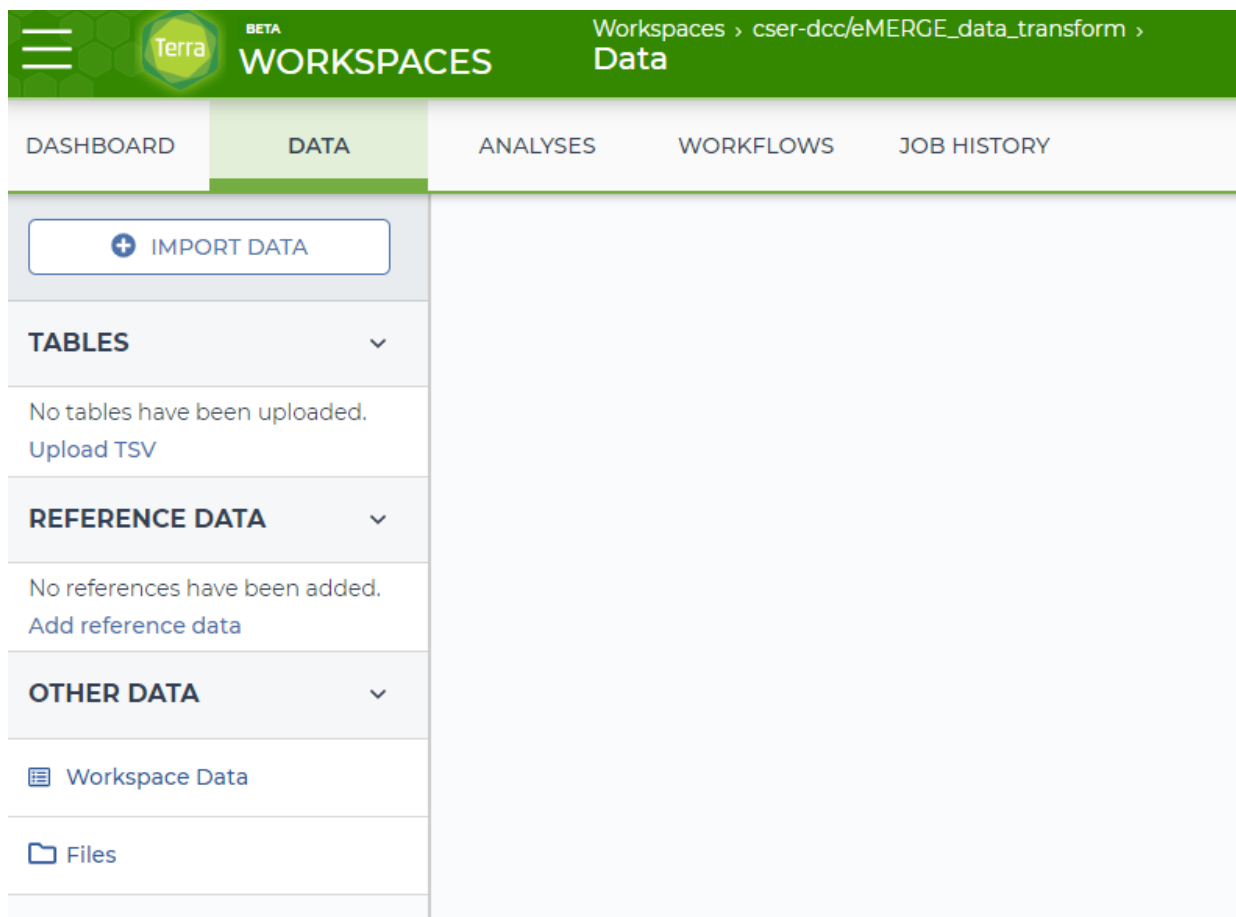 Terra
BETA
WORKSPACES
Workspaces › cser-dcc/eMERGE_data_transform ›
Data
DASHBOARD DATA ANALYSES WORKFLOWS JOB HISTORY
IMPORT DATA
TABLES
No tables have been uploaded.
Upload TSV
REFERENCE DATA
No references have been added.
Add reference data
OTHER DATA
Workspace Data
Files